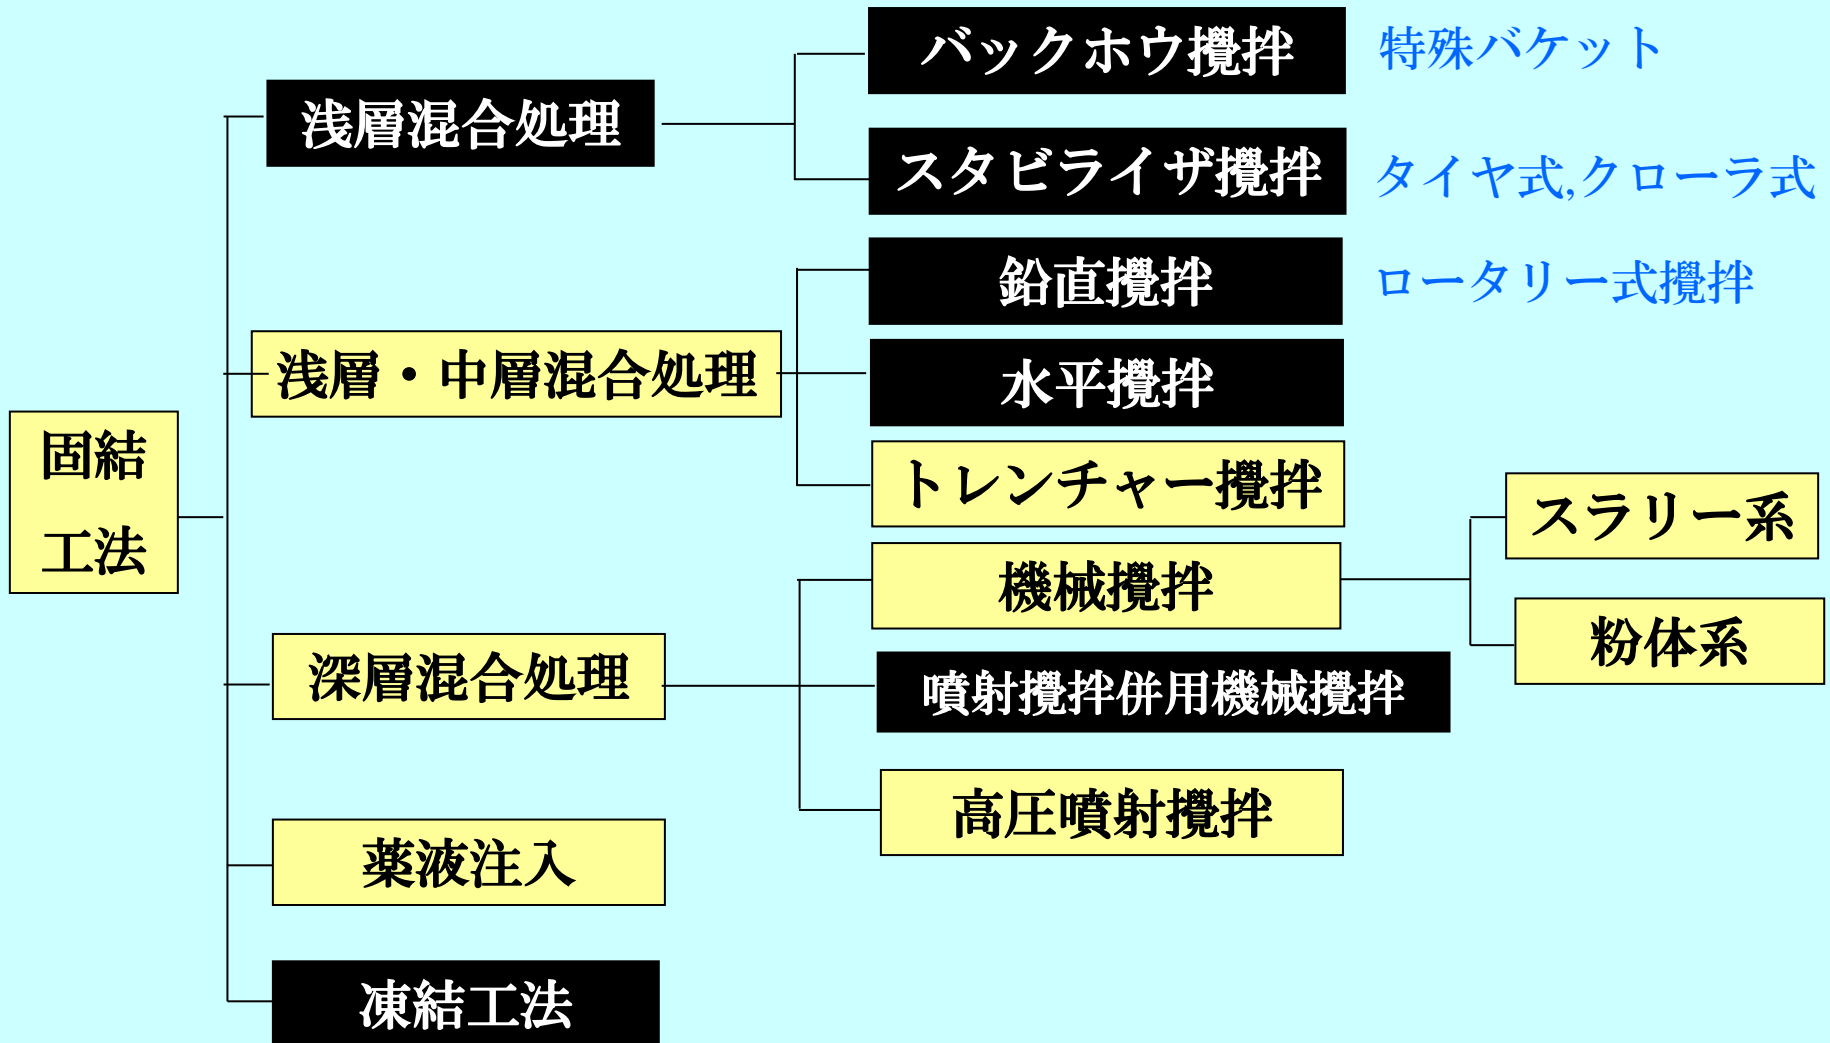 固結
工法
浅層混合処理
バックホウ攪拌
特殊バケット
スタビライザ攪拌
タイヤ式,クローラ式
浅層・中層混合処理
鉛直攪拌
ロータリー式攪拌
水平攪拌
トレンチャー攪拌
深層混合処理
機械攪拌
スラリー系
粉体系
噴射攪拌併用機械攪拌
高圧噴射攪拌
薬液注入
凍結工法